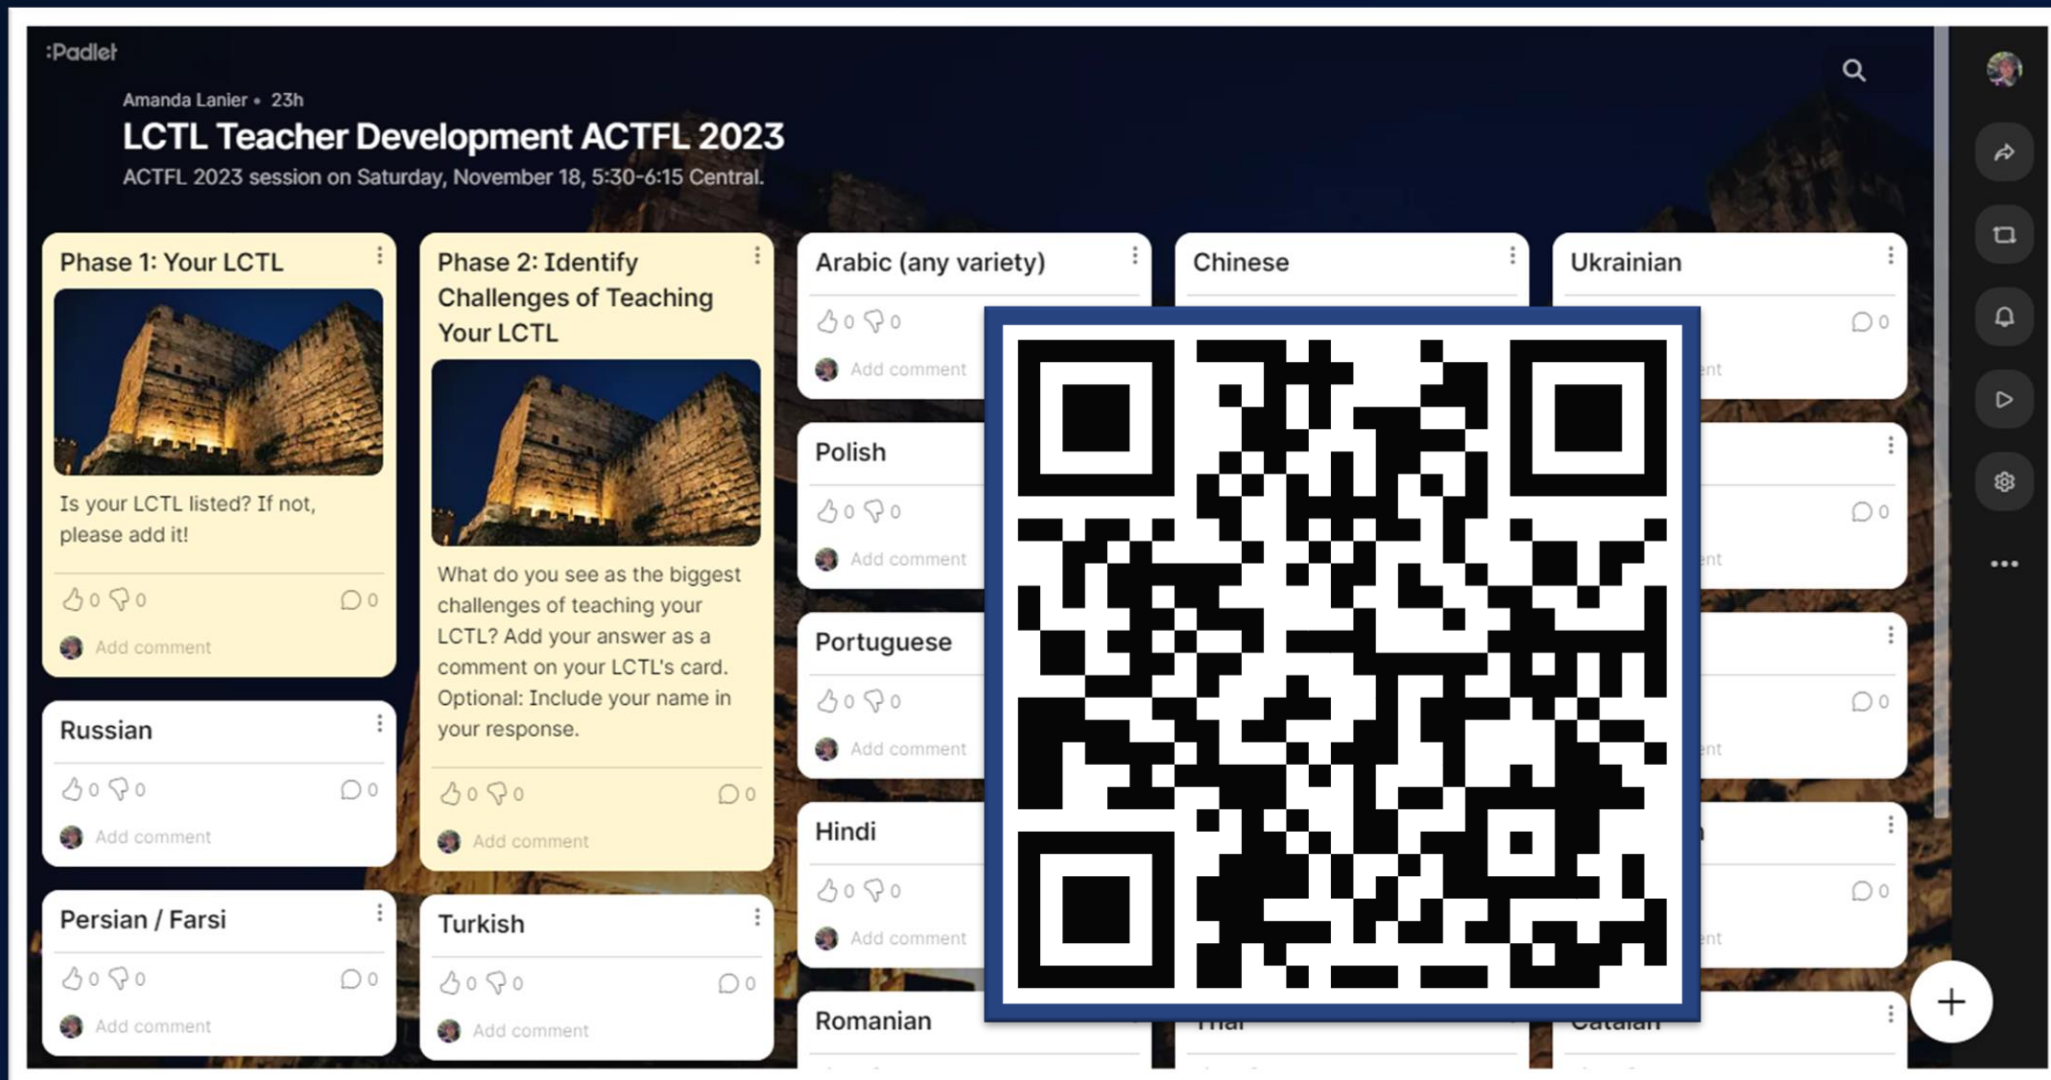 :Padlet
Amanda Lanier • 23h
LCTL Teacher Development ACTFL 2023
ACTFL 2023 session on Saturday, November 18, 5:30-6:15 Central.
Phase 1: Your LCTL
Is your LCTL listed? If not,
please add it!
0 0 0
Add comment
Russian
0 0 0
Add comment
Persian / Farsi
0 0 0
Add comment
Phase 2: Identify
Challenges of Teaching
Your LCTL
What do you see as the biggest
challenges of teaching your
LCTL? Add your answer as a
comment on your LCTL's card.
Optional: Include your name in
your response.
0 0 0
Add comment
Turkish
0 0 0
Add comment
Arabic (any variety)
0 0
Add comment
Polish
0 0
Add comment
Portuguese
0 0
Add comment
Hindi
0 0
Add comment
Romanian
Chinese
Thai
Ukrainian
0
ent
0
ent
0
ent
0
ent
Catalan